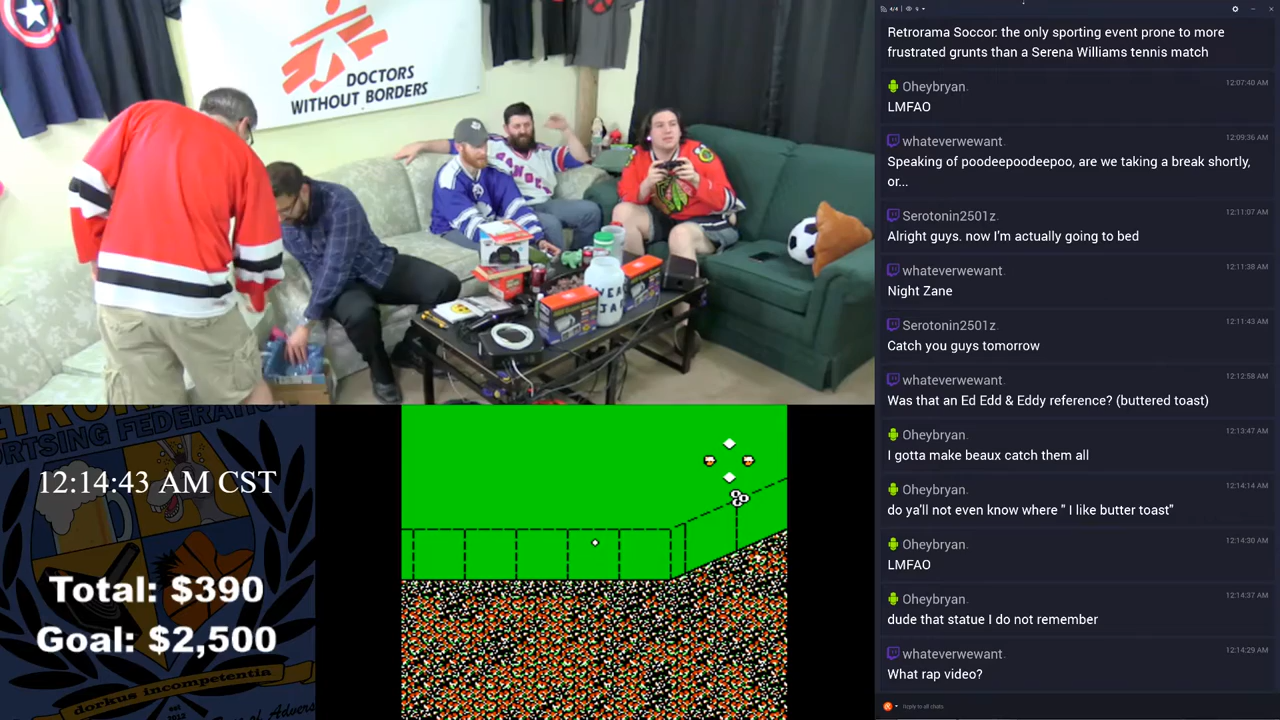 DOCTORS
WITHOUT BORDERS
12:14:43 AM CST
Total: $390
Goal: $2,500
dorkus incompetentia
4/4
Retrorama Soccor: the only sporting event prone to more
frustrated grunts than a Serena Williams tennis match
Oheybryan.
12:07:40 AM
LMFAO
whateverwewant.
12:09:36 AM
Speaking of poodeepoodeepoo, are we taking a break shortly,
or...
Serotonin2501z.
12:11:07 AM
Alright guys. now I'm actually going to bed
whateverwewant.
12:11:38 AM
Night Zane
Serotonin2501z.
12:11:43 AM
Catch you guys tomorrow
whateverwewant.
12:12:58 AM
Was that an Ed Edd & Eddy reference? (buttered toast)
Oheybryan.
12:13:47 AM
I gotta make beaux catch them all
Oheybryan.
12:14:14 AM
do ya'll not even know where " I like butter toast"
Oheybryan.
12:14:30 AM
LMFAO
Oheybryan.
12:14:37 AM
dude that statue I do not remember
whateverwewant.
12:14:29 AM
What rap video?
Reply to all chats